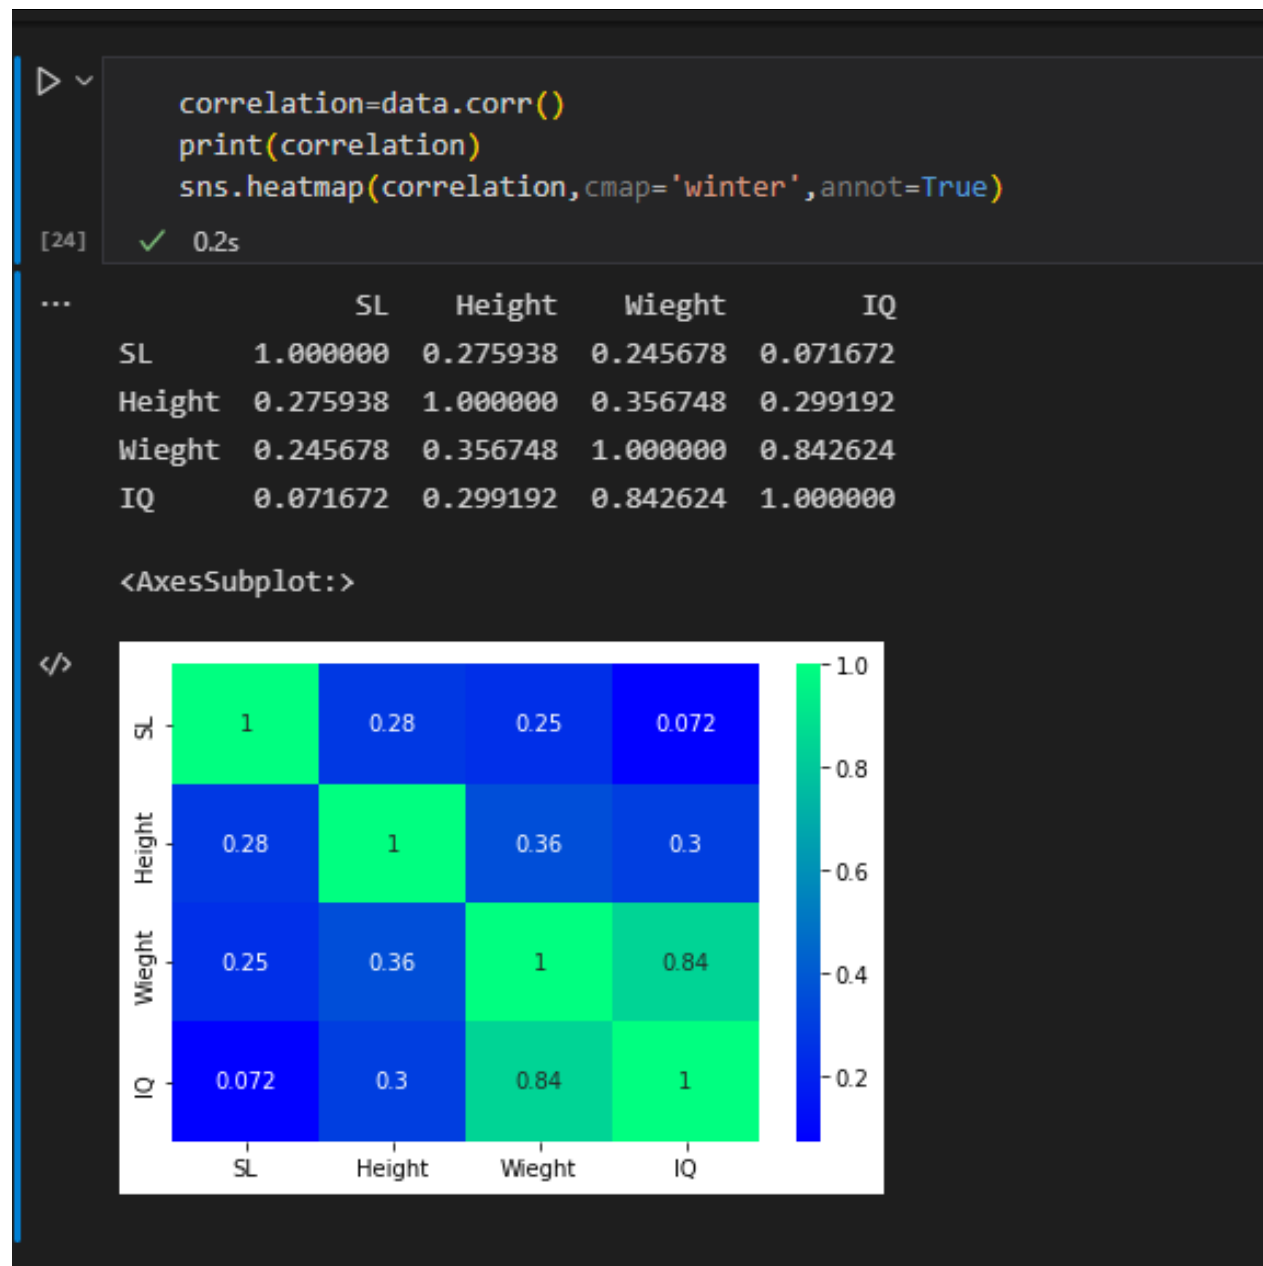 correlation=data.corr()
print(correlation)
sns.heatmap(correlation,cmap='winter',annot=True)
[24] 0.2s
... SL Height Wieght IQ
SL 1.000000 0.275938 0.245678 0.071672
Height 0.275938 1.000000 0.356748 0.299192
Wieght 0.245678 0.356748 1.000000 0.842624
IQ 0.071672 0.299192 0.842624 1.000000
<AxesSubplot:>
SL 1 0.28 0.25 0.072
Height 0.28 1 0.36 0.3
Wieght 0.25 0.36 1 0.84
IQ 0.072 0.3 0.84 1
SL Height Wieght IQ
1.0
0.8
0.6
0.4
0.2